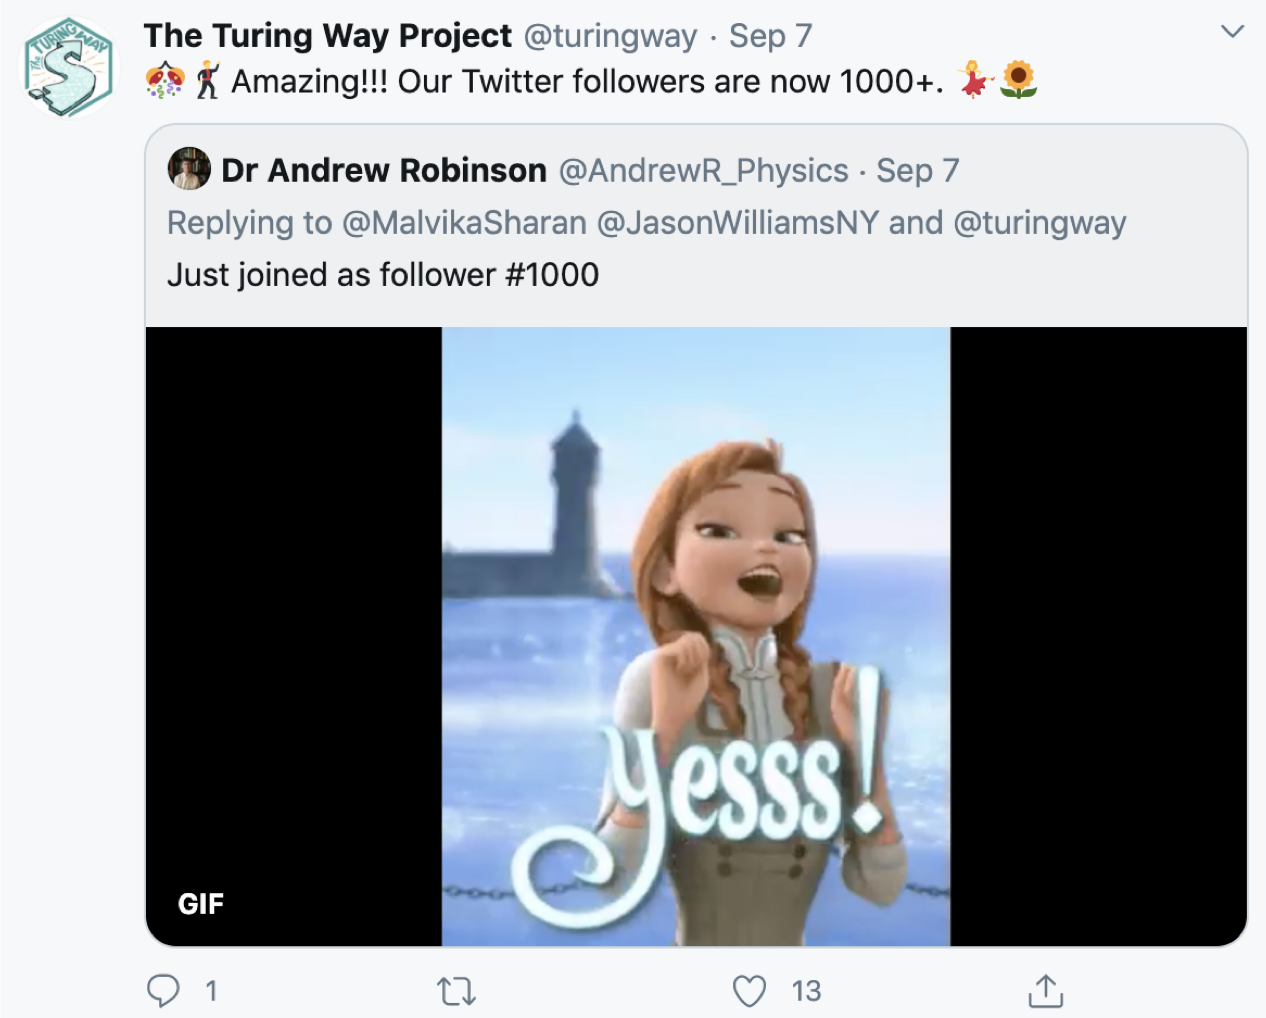 The Turing Way Project @turingway · Sep 7
🎊🕺 Amazing!!! Our Twitter followers are now 1000+. 💃🌻
Dr Andrew Robinson @AndrewR_Physics · Sep 7
Replying to @MalvikaSharan @JasonWilliamsNY and @turingway
Just joined as follower #1000
yesss!
GIF
1
13
The TURING WAY